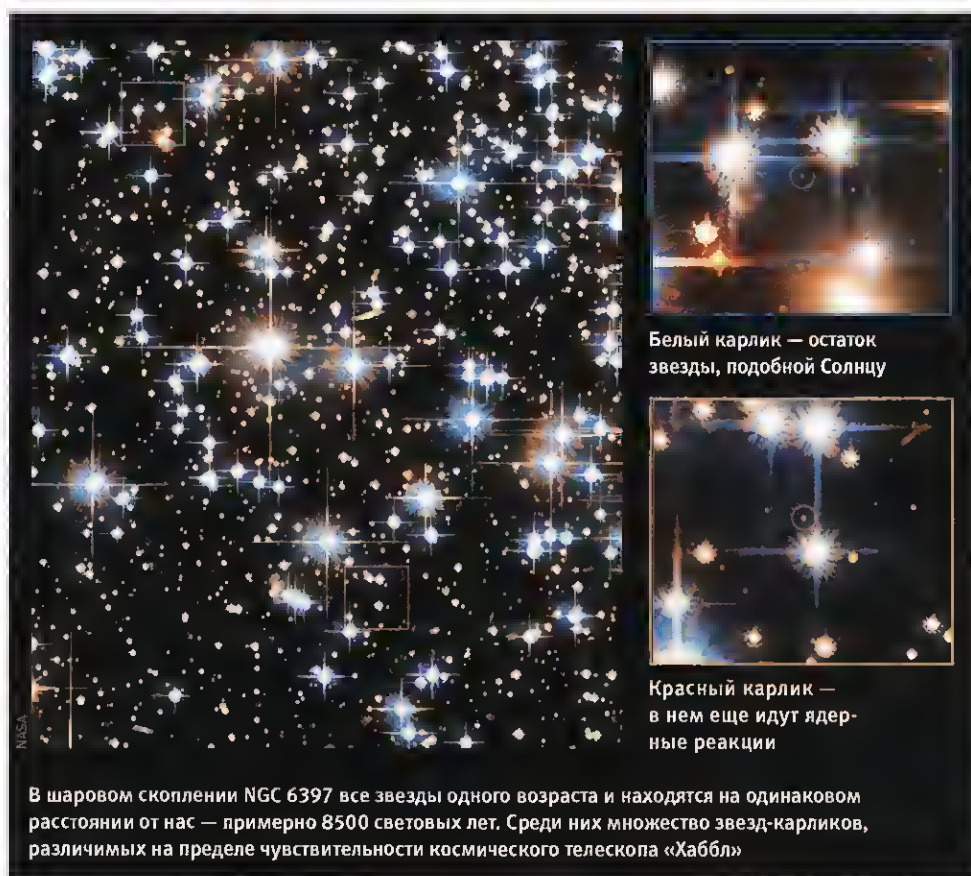 Белый карлик — остаток
звезды, подобной Солнцу
Красный карлик —
в нем еще идут ядер-
ные реакции
NASA
В шаровом скоплении NGC 6397 все звезды одного возраста и находятся на одинаковом
расстоянии от нас — примерно 8500 световых лет. Среди них множество звезд-карликов,
различимых на пределе чувствительности космического телескопа «Хаббл»